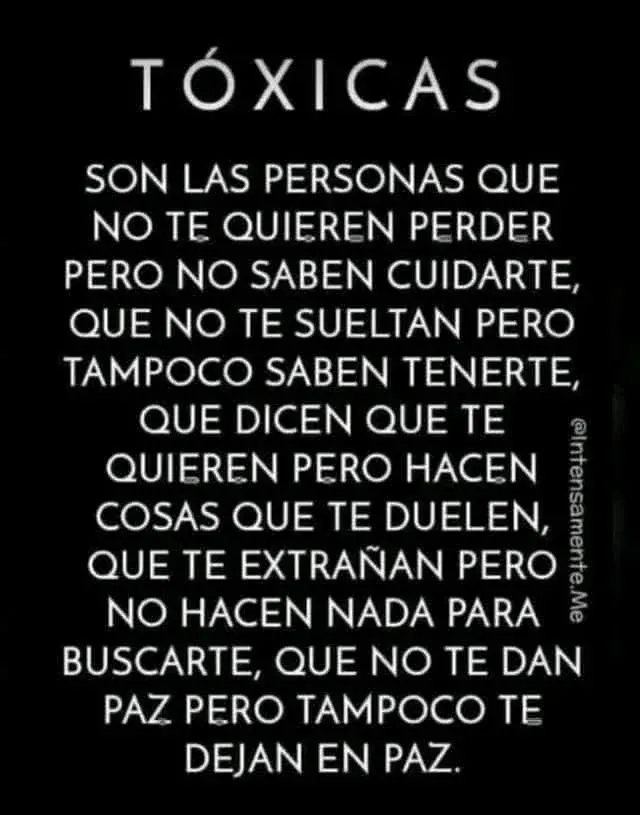 TÓXICAS
SON LAS PERSONAS QUE
NO TE QUIEREN PERDER
PERO NO SABEN CUIDARTE,
QUE NO TE SUELTAN PERO
TAMPOCO SABEN TENERTE,
QUE DICEN QUE TE
QUIEREN PERO HACEN
COSAS QUE TE DUELEN,
QUE TE EXTRAÑAN PERO
NO HACEN NADA PARA
BUSCARTE, QUE NO TE DAN
PAZ PERO TAMPOCO TE
DEJAN EN PAZ.
@Intensamente.Me